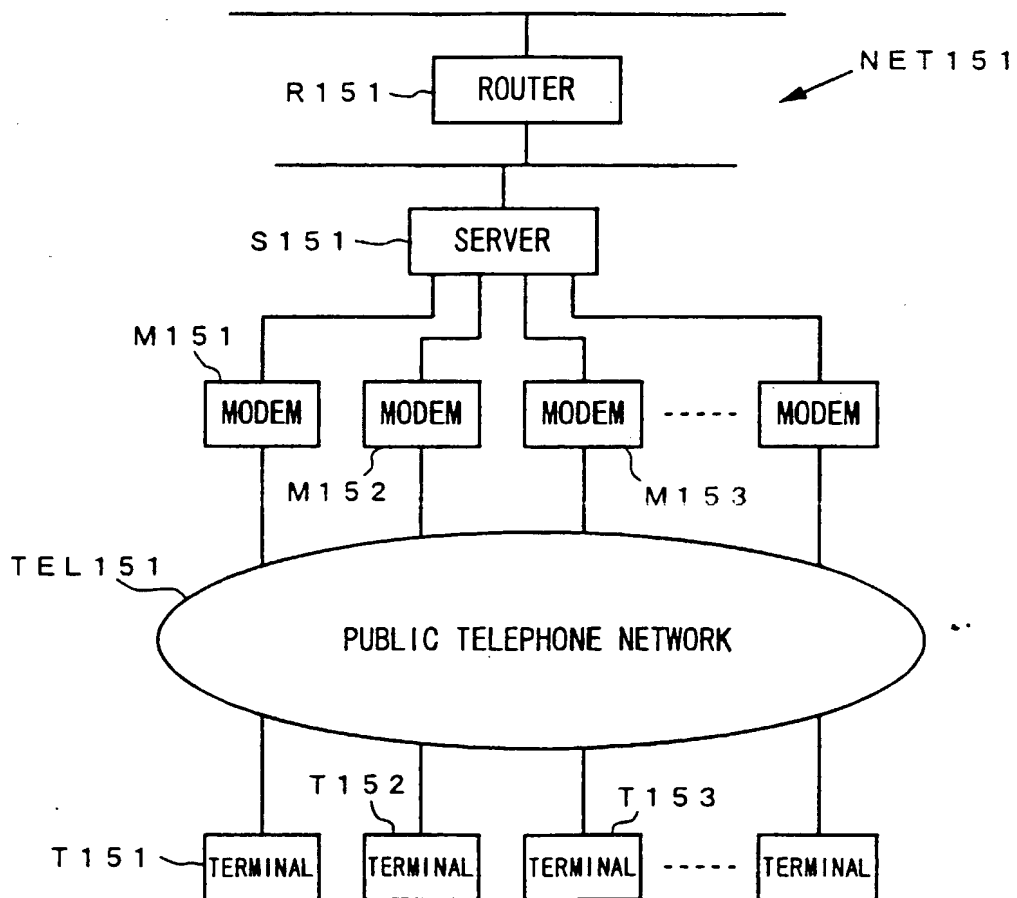 NET151
R151 ROUTER
S151 SERVER
M151
MODEM MODEM MODEM ----- MODEM
M152 M153
TEL151
PUBLIC TELEPHONE NETWORK
T152 T153
T151 TERMINAL TERMINAL TERMINAL ----- TERMINAL